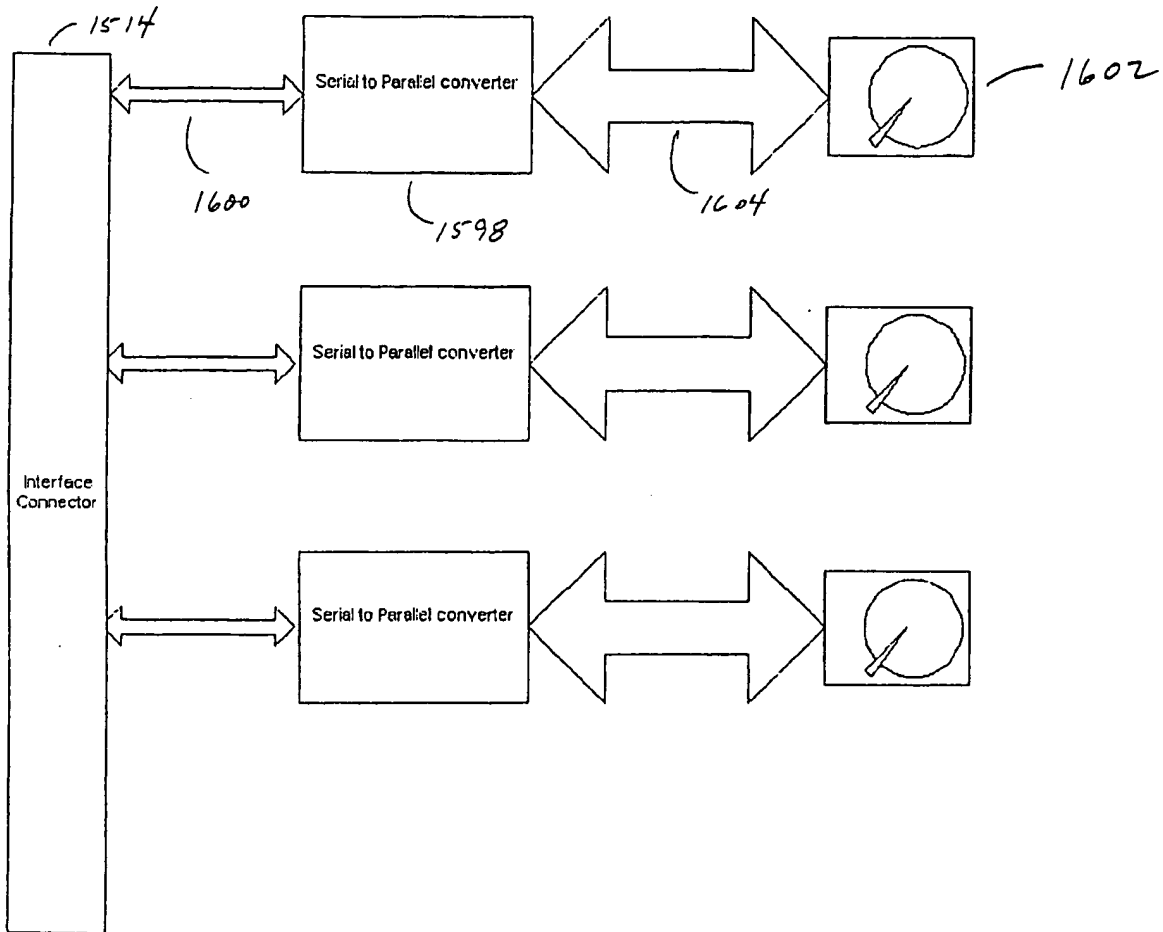 1514
Serial to Parallel converter
1602
1600
1598
1604
Serial to Parallel converter
Interface
Connector
Serial to Parallel converter